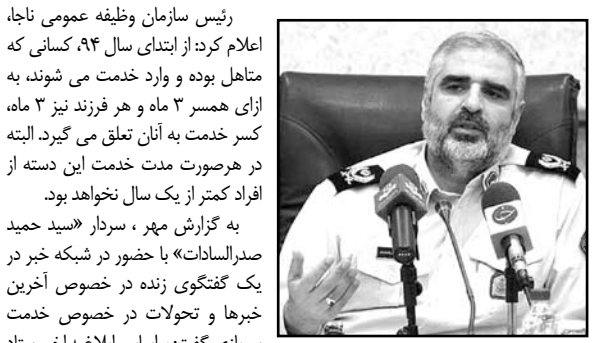 رئیس سازمان وظیفه عمومی ناجا،
اعلام کرد: از ابتدای سال ۹۴، کسانی که
متاهل بوده و وارد خدمت می شوند، به
ازای همسر ۳ ماه و هر فرزند نیز ۳ ماه،
کسر خدمت به آنان تعلق می گیرد. البته
در هرصورت مدت خدمت این دسته از
افراد کمتر از یک سال نخواهد بود.
به گزارش مهر ، سردار «سید حمید
صدرالسادات» با حضور در شبکه خبر در
یک گفتگوی زنده در خصوص آخرین
خبرها و تحولات در خصوص خدمت